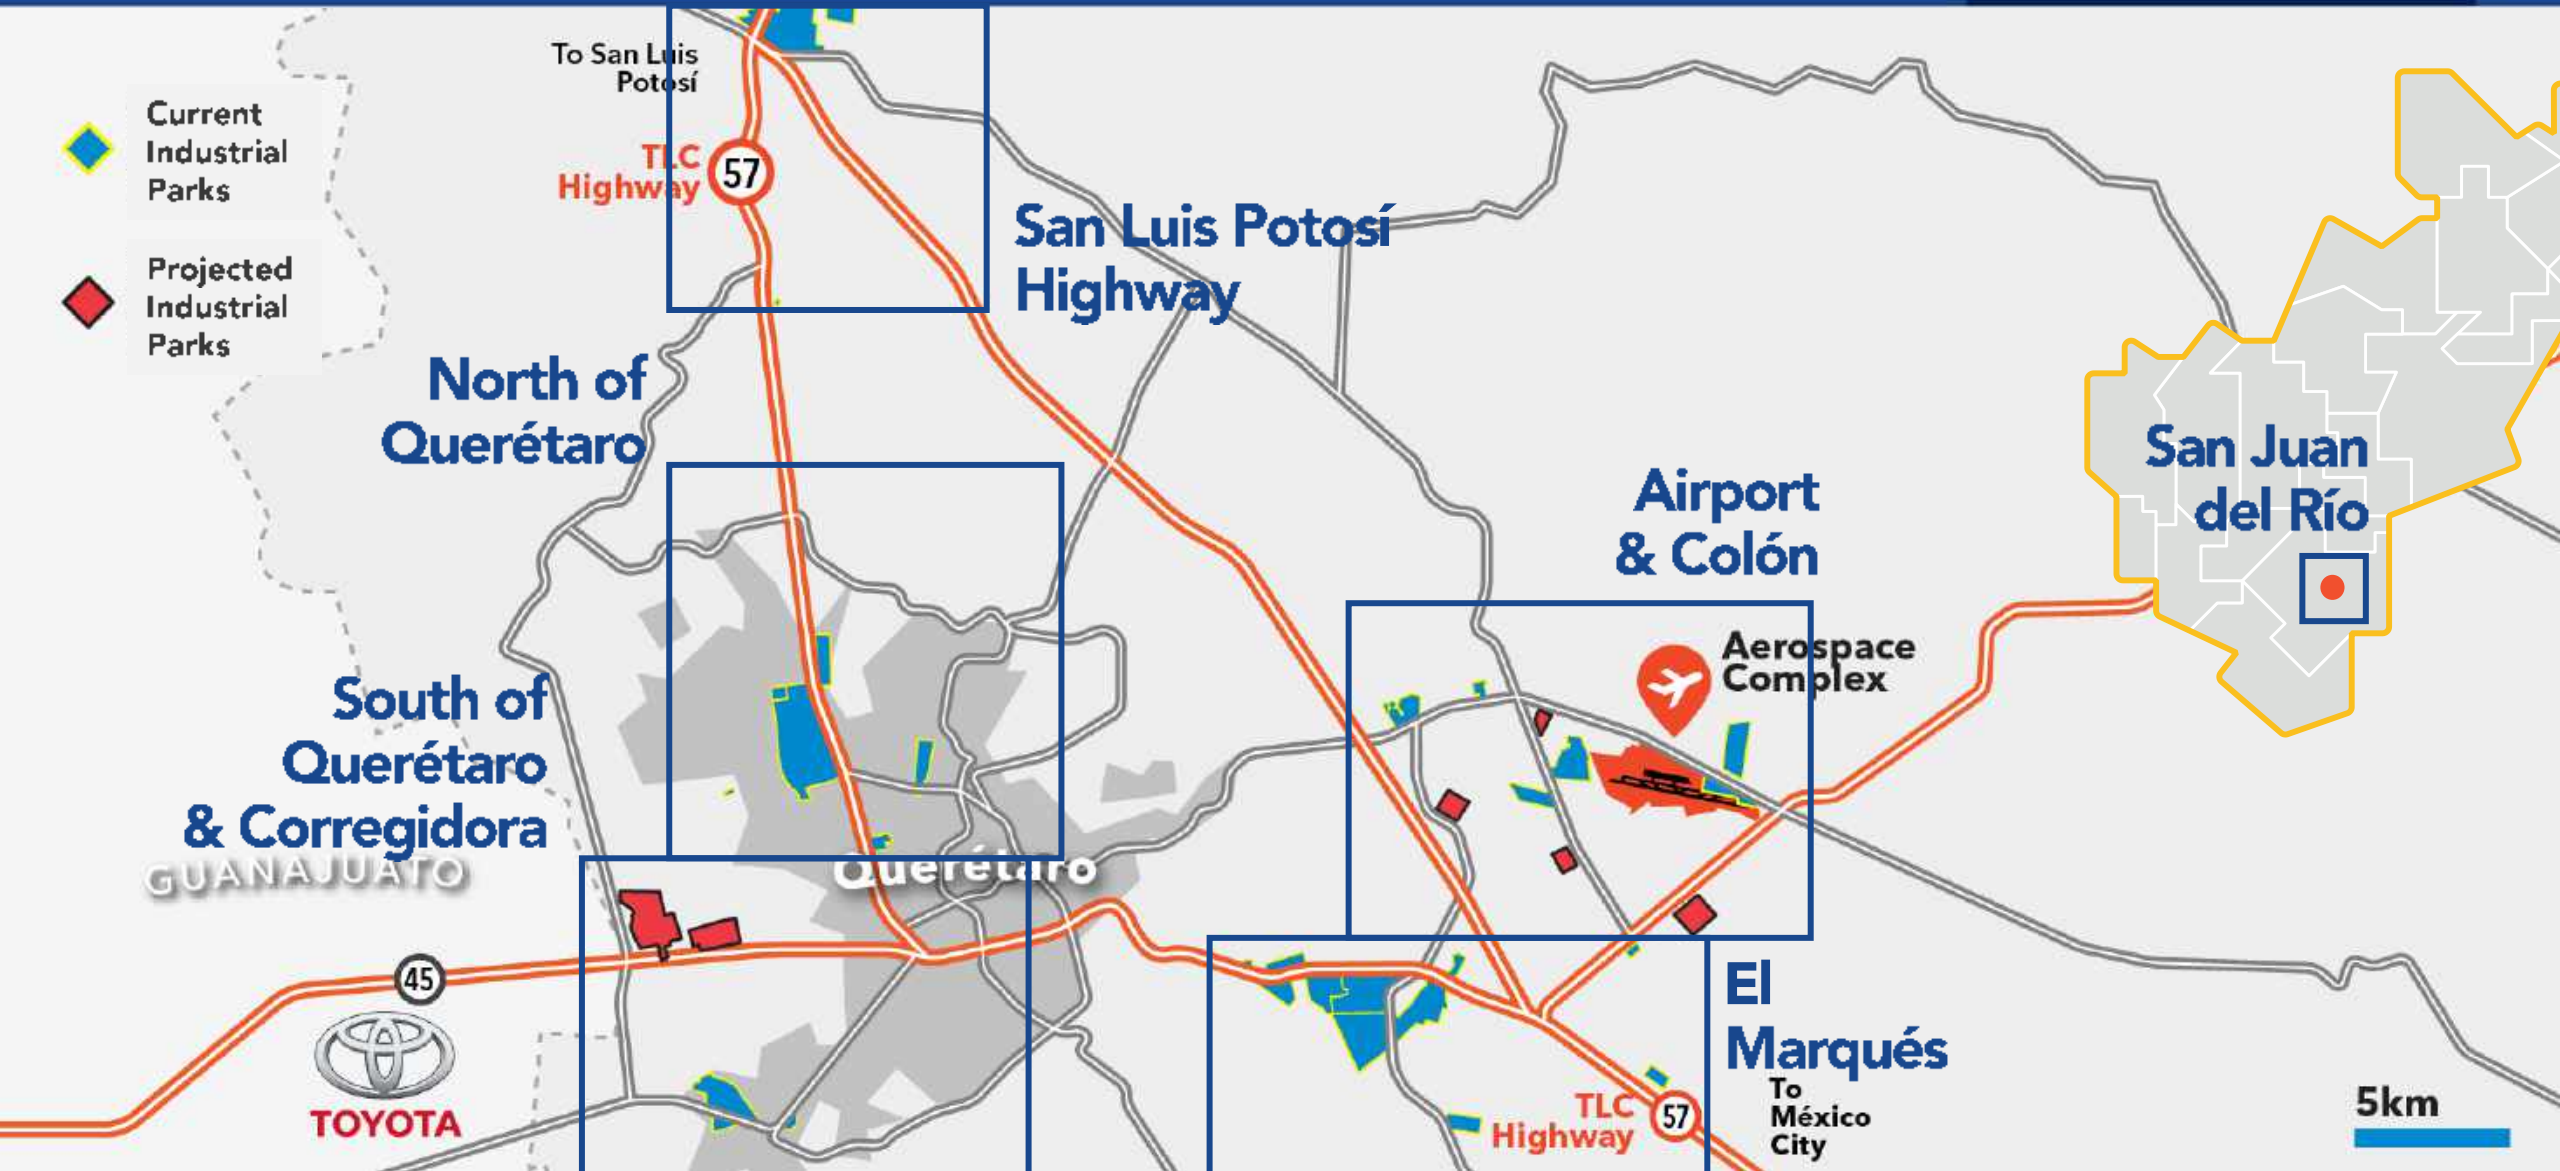 Current
Industrial
Parks
Projected
Industrial
Parks
To San Luis
Potosí
TLC
Highway
57
San Luis Potosí
Highway
North of
Querétaro
South of
Querétaro
& Corregidora
GUANAJUATO
Querétaro
45
TOYOTA
Airport
& Colón
Aerospace
Complex
San Juan
del Río
El
Marqués
TLC
Highway
57
To
México
City
5km